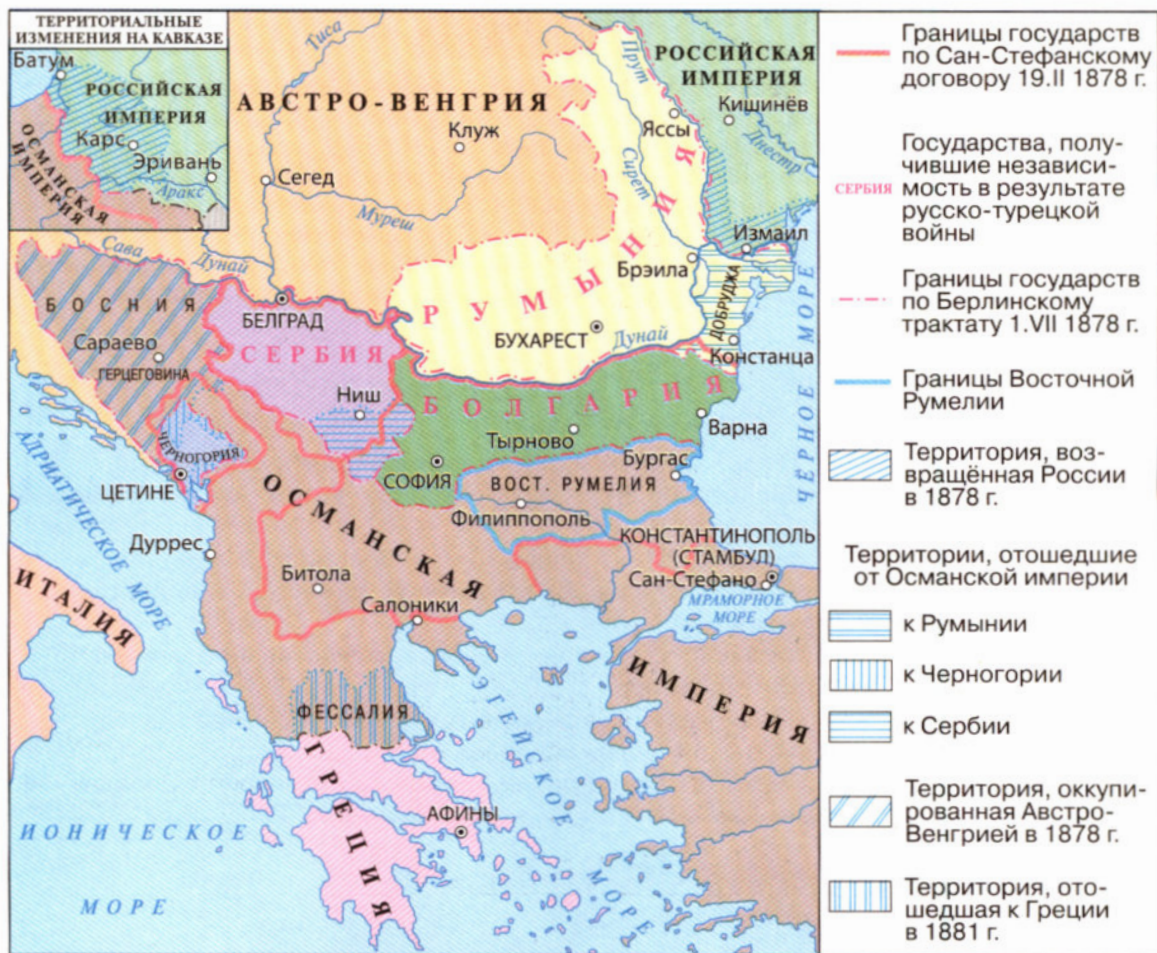 ТЕРРИТОРИАЛЬНЫЕ
ИЗМЕНЕНИЯ НА КАВКАЗЕ
Батум
РОССИЙСКАЯ
ИМПЕРИЯ
Карс
Эривань
Аракс
ОСМАНСКАЯ
ИМПЕРИЯ
Тиса
АВСТРО-ВЕНГРИЯ
Клуж
Сегед
Муреш
Прут
РОССИЙСКАЯ
ИМПЕРИЯ
Кишинёв
Яссы
Днестр
Сирет
Измаил
Сава
Дунай
БОСНИЯ
Сараево
ГЕРЦЕГОВИНА
БЕЛГРАД
СЕРБИЯ
Ниш
РУМЫНИЯ
Брэила
ДОБРУДЖА
БУХАРЕСТ
Дунай
Констанца
ЧЁРНОЕ МОРЕ
БОЛГАРИЯ
Варна
Тырново
СОФИЯ
Бургас
ВОСТ. РУМЕЛИЯ
Филиппополь
ЧЕРНОГОРИЯ
ЦЕТИНЕ
АДРИАТИЧЕСКОЕ МОРЕ
Дуррес
ОСМАНСКАЯ
ИМПЕРИЯ
Битола
Салоники
КОНСТАНТИНОПОЛЬ
(СТАМБУЛ)
Сан-Стефано
МРАМОРНОЕ
МОРЕ
ИТАЛИЯ
ФЕССАЛИЯ
ГРЕЦИЯ
АФИНЫ
ЭГЕЙСКОЕ
МОРЕ
ИОНИЧЕСКОЕ
МОРЕ
Границы государств
по Сан-Стефанскому
договору 19.II 1878 г.
СЕРБИЯ
Государства, полу-
чившие независи-
мость в результате
русско-турецкой
войны
Границы государств
по Берлинскому
трактату 1.VII 1878 г.
Границы Восточной
Румелии
Территория, воз-
вращённая России
в 1878 г.
Территории, отошедшие
от Османской империи
к Румынии
к Черногории
к Сербии
Территория, оккупи-
рованная Австро-
Венгрией в 1878 г.
Территория, ото-
шедшая к Греции
в 1881 г.